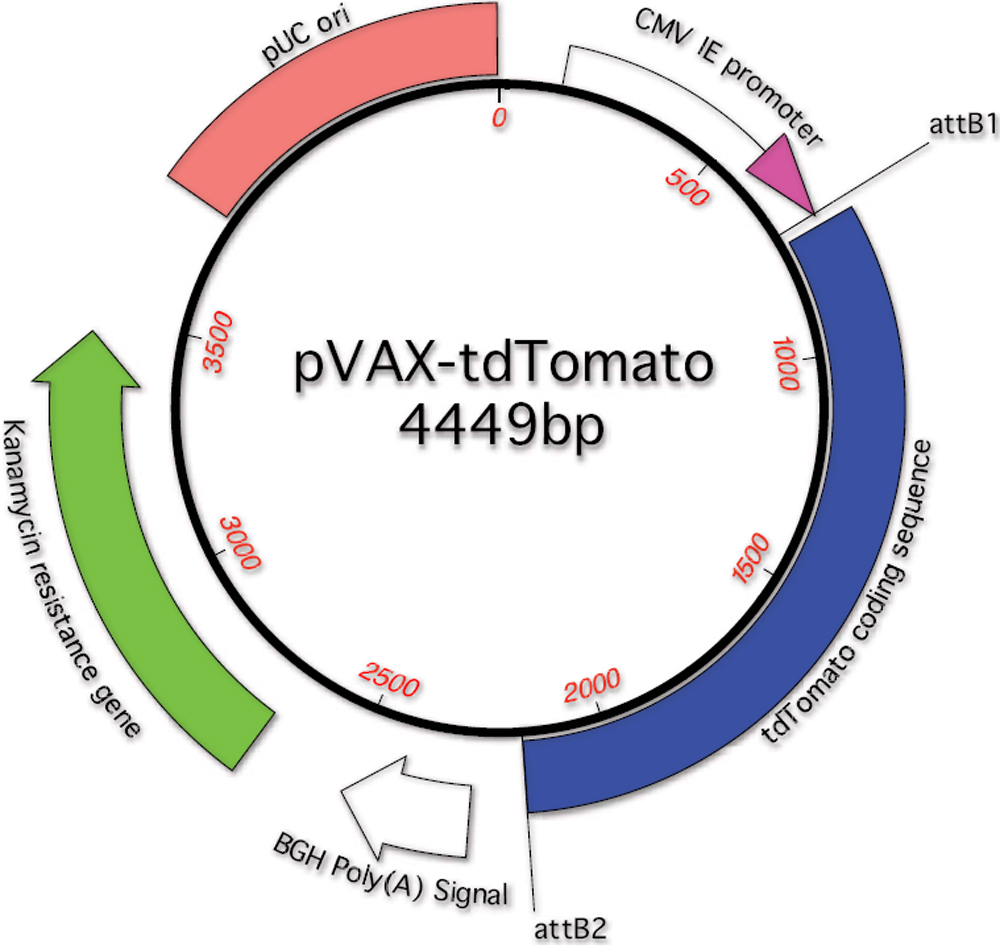 pUC ori
CMV IE promoter
attB1
0
500
1000
1500
2000
2500
3000
3500
pVAX-tdTomato
4449bp
tdTomato coding sequence
Kanamycin resistance gene
BGH Poly(A) Signal
attB2